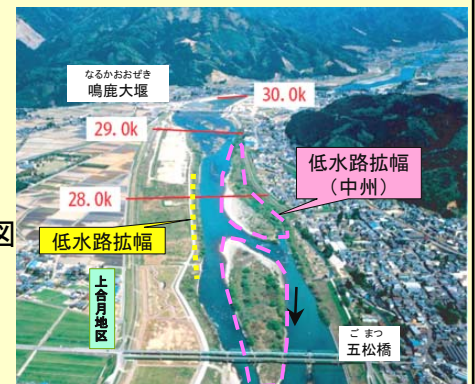 なるかおおぜき
鳴鹿大堰
30.0k
29.0k
低水路拡幅
（中州）
28.0k
図
低水路拡幅
上合月地区
ごまつ
五松橋